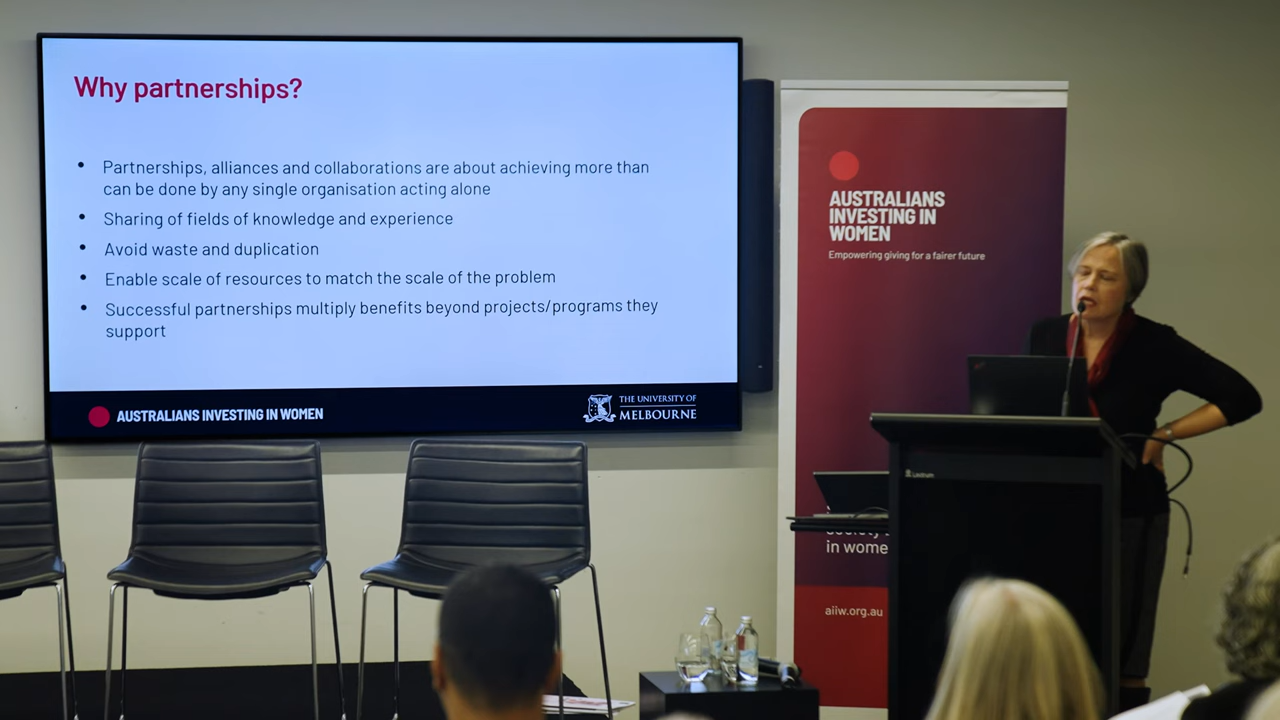 Why partnerships?
• Partnerships, alliances and collaborations are about achieving more than
can be done by any single organisation acting alone
• Sharing of fields of knowledge and experience
• Avoid waste and duplication
• Enable scale of resources to match the scale of the problem
• Successful partnerships multiply benefits beyond projects/programs they
support
AUSTRALIANS INVESTING IN WOMEN
THE UNIVERSITY OF
MELBOURNE
AUSTRALIANS
INVESTING IN
WOMEN
Empowering giving for a fairer future
society
in wome
aiiw.org.au
Lectrum